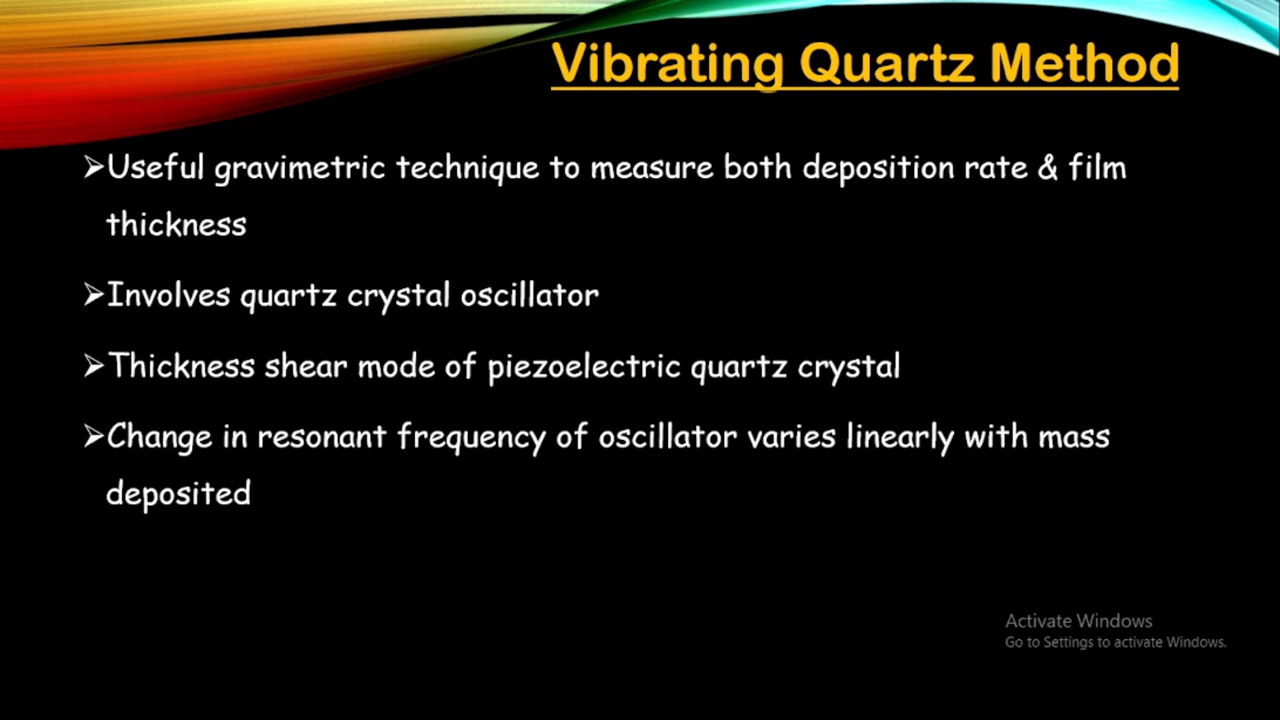 Vibrating Quartz Method
➢Useful gravimetric technique to measure both deposition rate & film
thickness
➢Involves quartz crystal oscillator
➢Thickness shear mode of piezoelectric quartz crystal
➢Change in resonant frequency of oscillator varies linearly with mass
deposited
Activate Windows
Go to Settings to activate Windows.